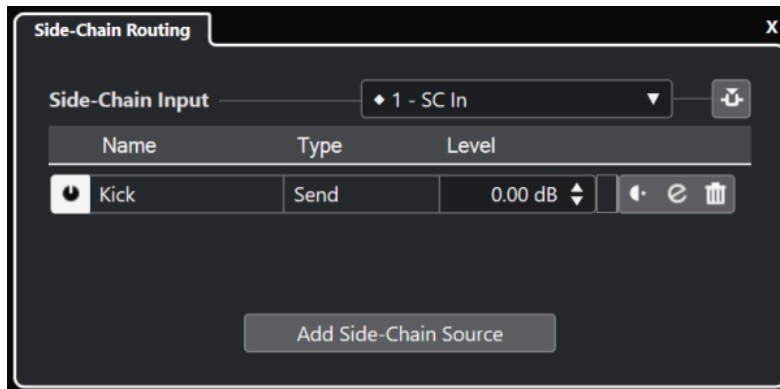 Side-Chain Routing x
Side-Chain Input 1 - SC In
Name Type Level
Kick Send 0.00 dB
Add Side-Chain Source